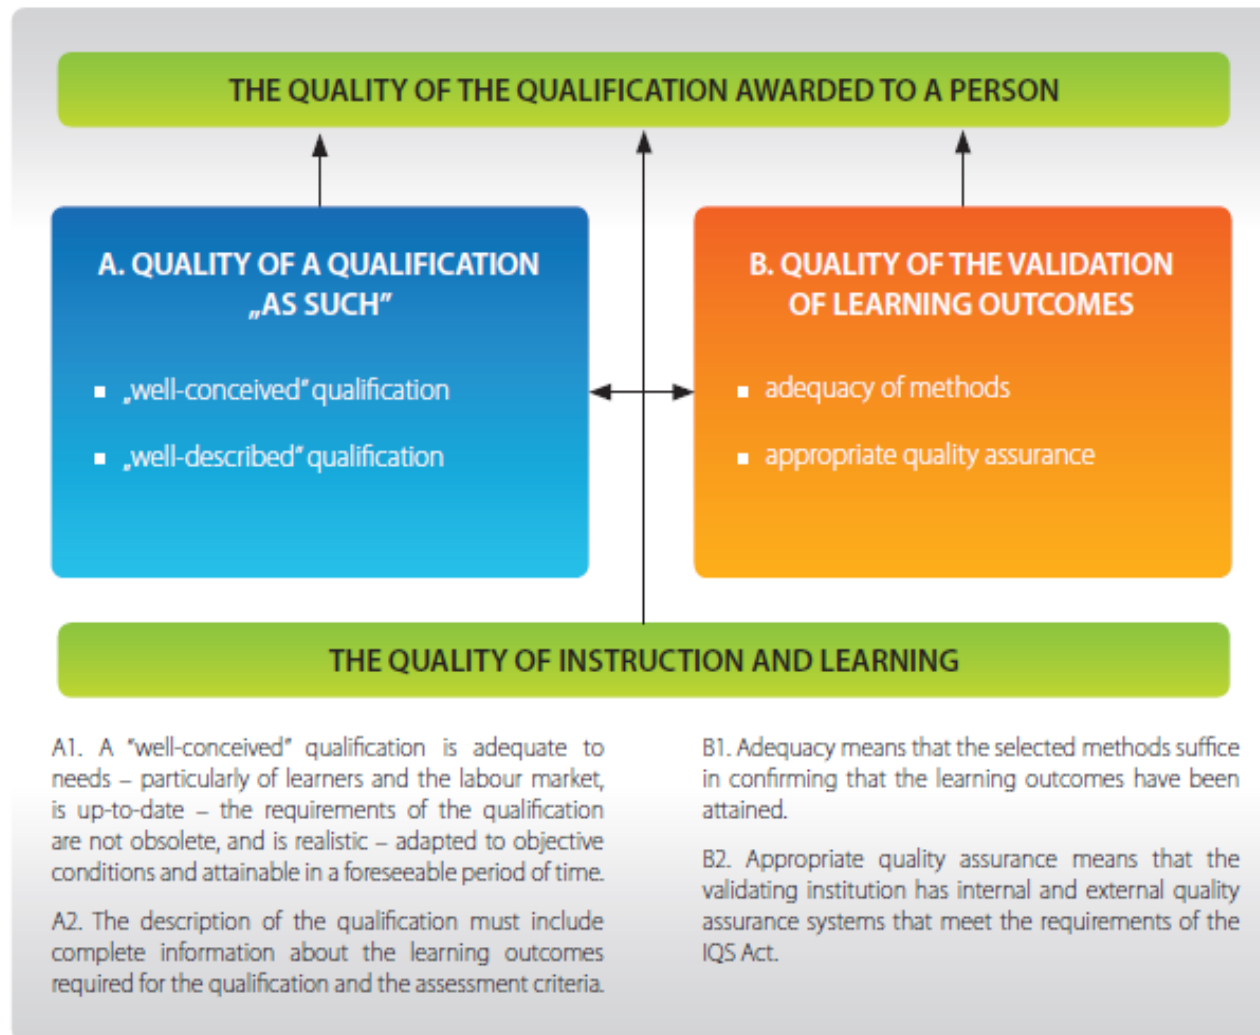 THE QUALITY OF THE QUALIFICATION AWARDED TO A PERSON
A. QUALITY OF A QUALIFICATION
„AS SUCH”
„well-conceived” qualification
„well-described” qualification
B. QUALITY OF THE VALIDATION
OF LEARNING OUTCOMES
adequacy of methods
appropriate quality assurance
THE QUALITY OF INSTRUCTION AND LEARNING
A1. A “well-conceived” qualification is adequate to
needs – particularly of learners and the labour market,
is up-to-date – the requirements of the qualification
are not obsolete, and is realistic – adapted to objective
conditions and attainable in a foreseeable period of time.
A2. The description of the qualification must include
complete information about the learning outcomes
required for the qualification and the assessment criteria.
B1. Adequacy means that the selected methods suffice
in confirming that the learning outcomes have been
attained.
B2. Appropriate quality assurance means that the
validating institution has internal and external quality
assurance systems that meet the requirements of the
IQS Act.